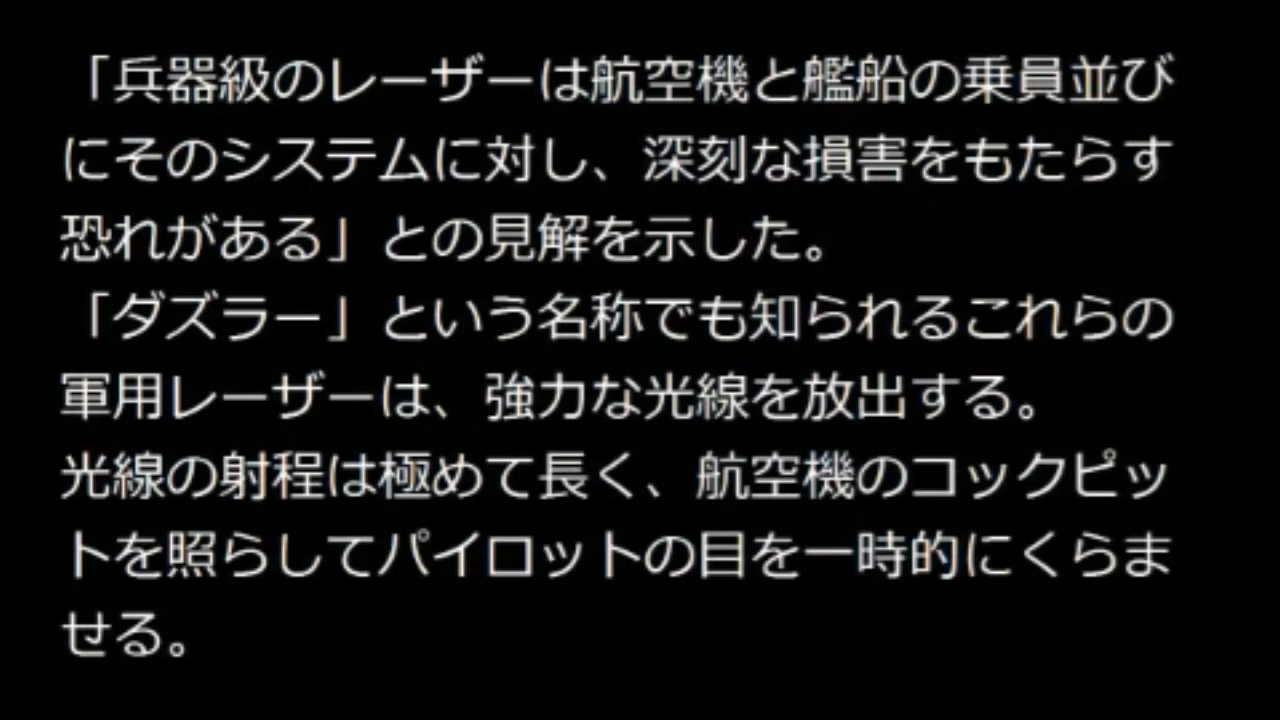 「兵器級のレーザーは航空機と艦船の乗員並び
にそのシステムに対し、深刻な損害をもたらす
恐れがある」との見解を示した。
「ダズラー」という名称でも知られるこれらの
軍用レーザーは、強力な光線を放出する。
光線の射程は極めて長く、航空機のコックピッ
トを照らしてパイロットの目を一時的にくらま
せる。